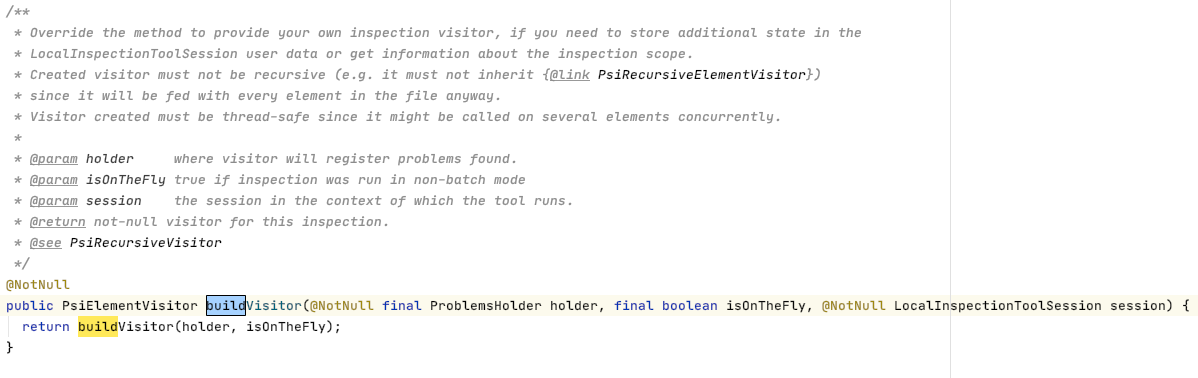 /**
 * Override the method to provide your own inspection visitor, if you need to store additional state in the
 * LocalInspectionToolSession user data or get information about the inspection scope.
 * Created visitor must not be recursive (e.g. it must not inherit {@link PsiRecursiveElementVisitor})
 * since it will be fed with every element in the file anyway.
 * Visitor created must be thread-safe since it might be called on several elements concurrently.
 *
 * @param holder     where visitor will register problems found.
 * @param isOnTheFly true if inspection was run in non-batch mode
 * @param session    the session in the context of which the tool runs.
 * @return not-null visitor for this inspection.
 * @see PsiRecursiveVisitor
 */
@NotNull
public PsiElementVisitor buildVisitor(@NotNull final ProblemsHolder holder, final boolean isOnTheFly, @NotNull LocalInspectionToolSession session) {
  return buildVisitor(holder, isOnTheFly);
}